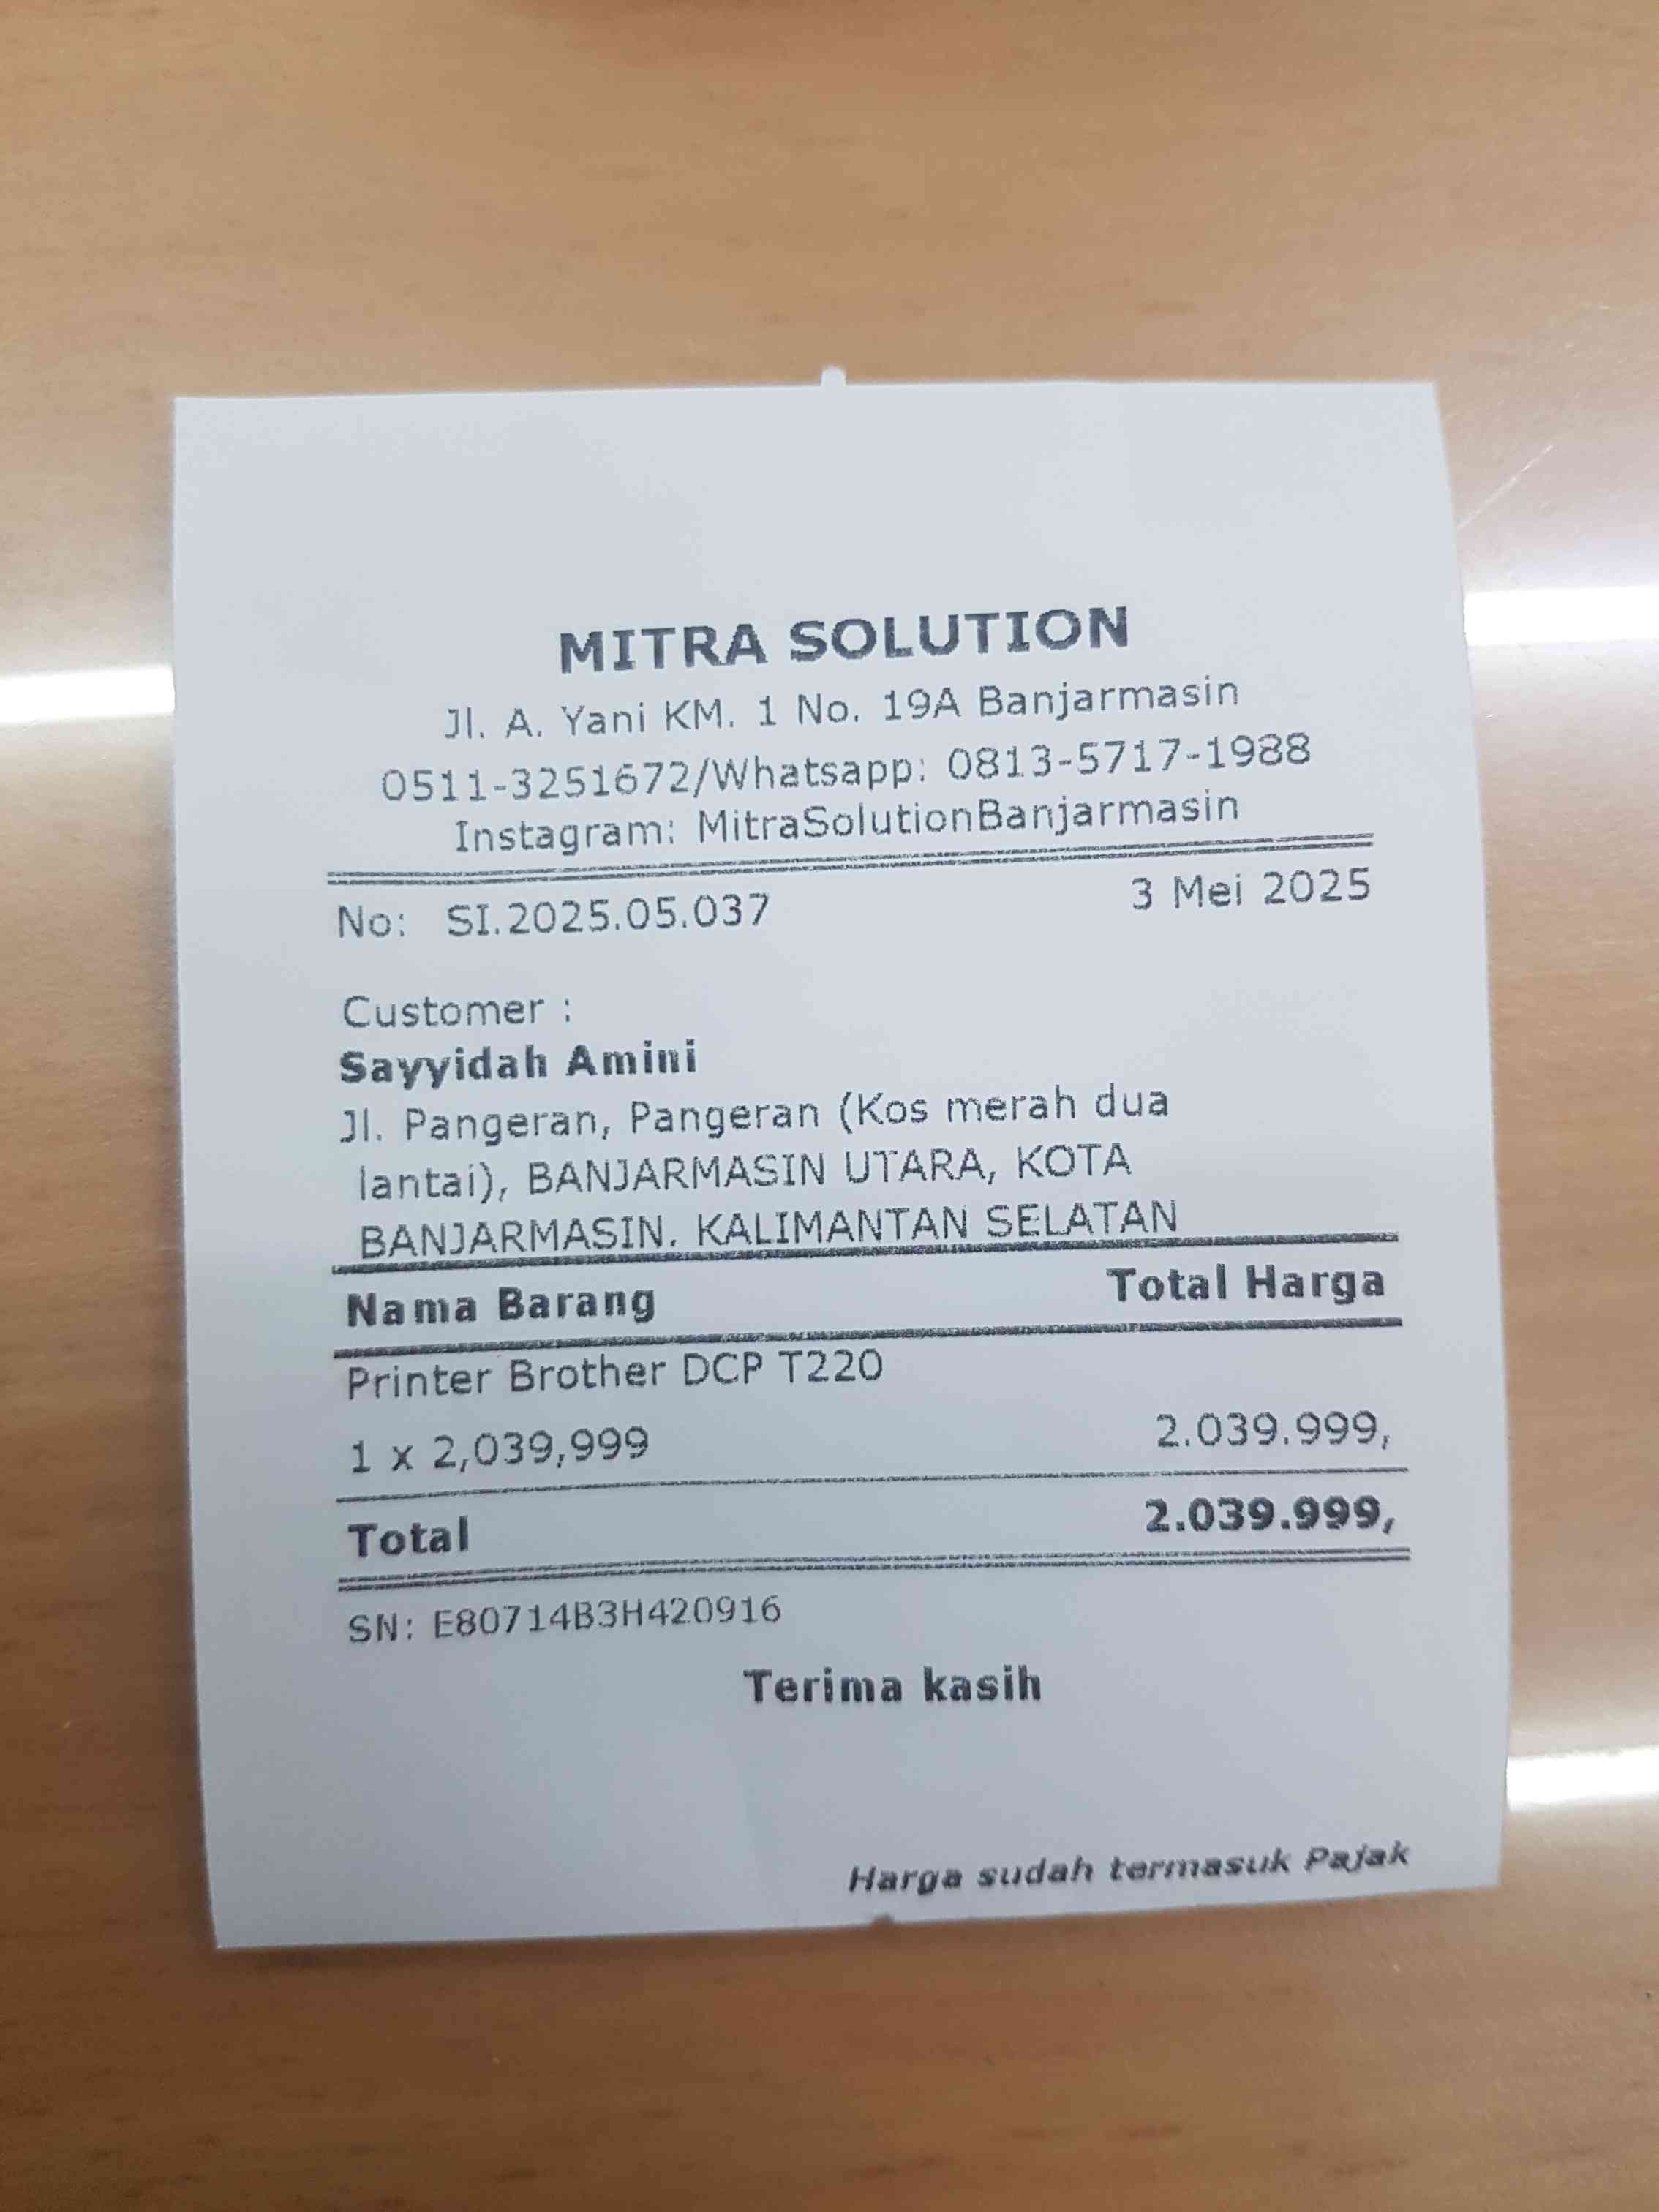 MITRA SOLUTION
Jl. A. Yani KM. 1 No. 19A Banjarmasin
0511-3251672/Whatsapp: 0813-5717-1988
Instagram: MitraSolutionBanjarmasin
No: SI.2025.05.037 3 Mei 2025
Customer :
Sayyidah Amini
Jl. Pangeran, Pangeran (Kos merah dua
lantai), BANJARMASIN UTARA, KOTA
BANJARMASIN. KALIMANTAN SELATAN
Nama Barang Total Harga
Printer Brother DCP T220
1 x 2,039,999 2.039.999,
Total 2.039.999,
SN: E80714B3H420916
Terima kasih
Harga sudah termasuk Pajak